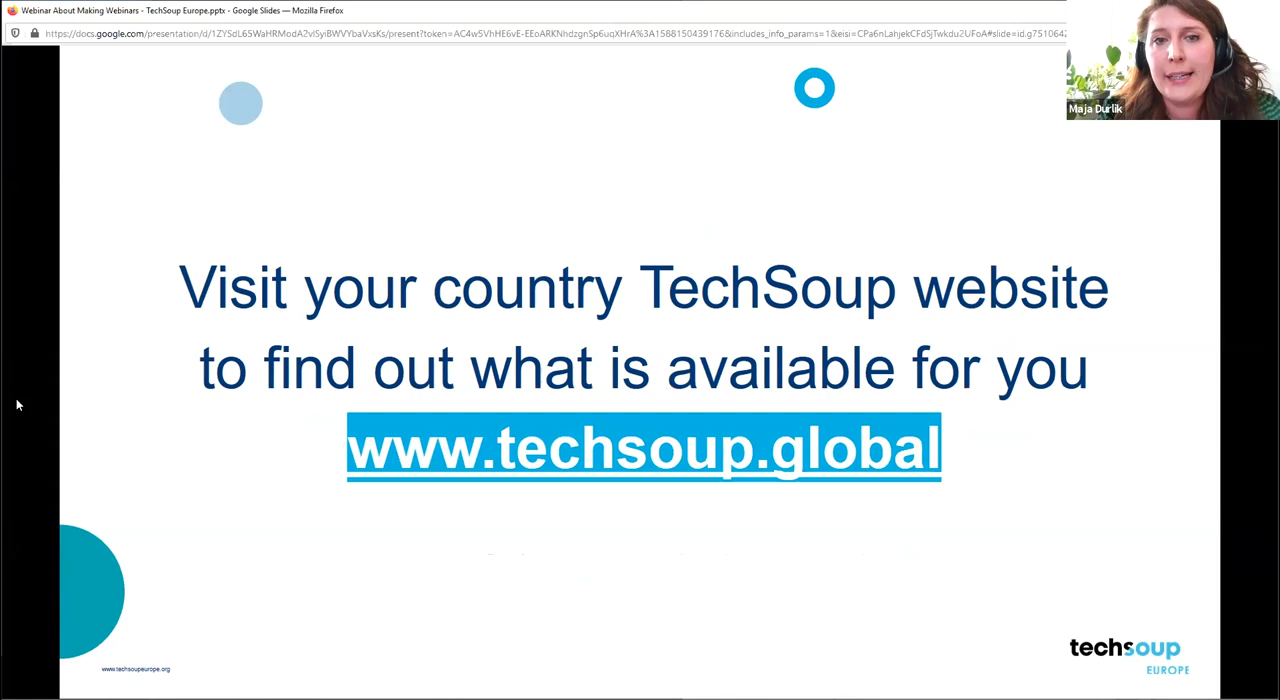 Webinar About Making Webinars - TechSoup Europe.pptx - Google Slides — Mozilla Firefox
Maja Durlik
Visit your country TechSoup website
to find out what is available for you
www.techsoup.global
www.techsoupeurope.org
techsoup
EUROPE